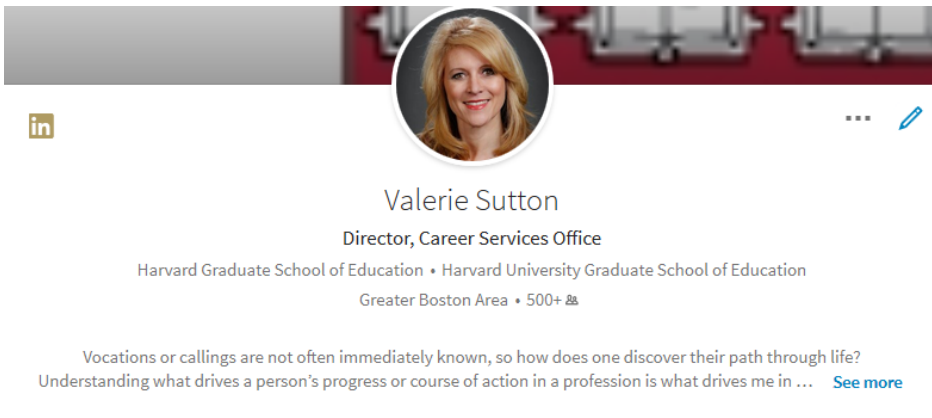 in
Valerie Sutton
Director, Career Services Office
Harvard Graduate School of Education • Harvard University Graduate School of Education
Greater Boston Area • 500+
Vocations or callings are not often immediately known, so how does one discover their path through life?
Understanding what drives a person’s progress or course of action in a profession is what drives me in … See more